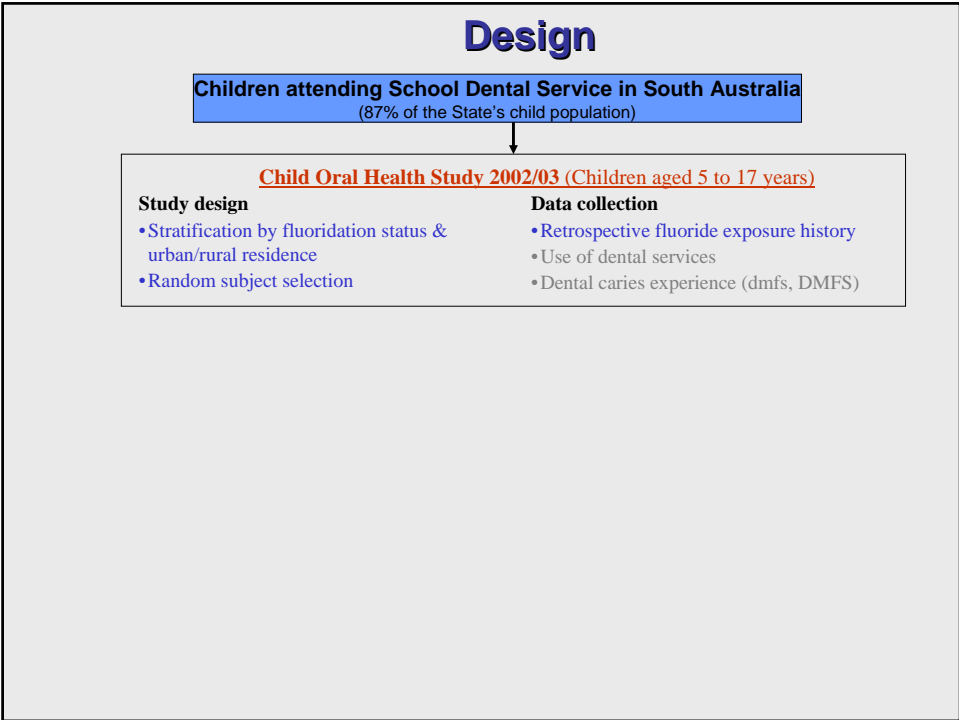 Design
Children attending School Dental Service in South Australia
(87% of the State's child population)
Child Oral Health Study 2002/03 (Children aged 5 to 17 years)
Study design
•Stratification by fluoridation status &
urban/rural residence
•Random subject selection
Data collection
•Retrospective fluoride exposure history
•Use of dental services
•Dental caries experience (dmfs, DMFS)